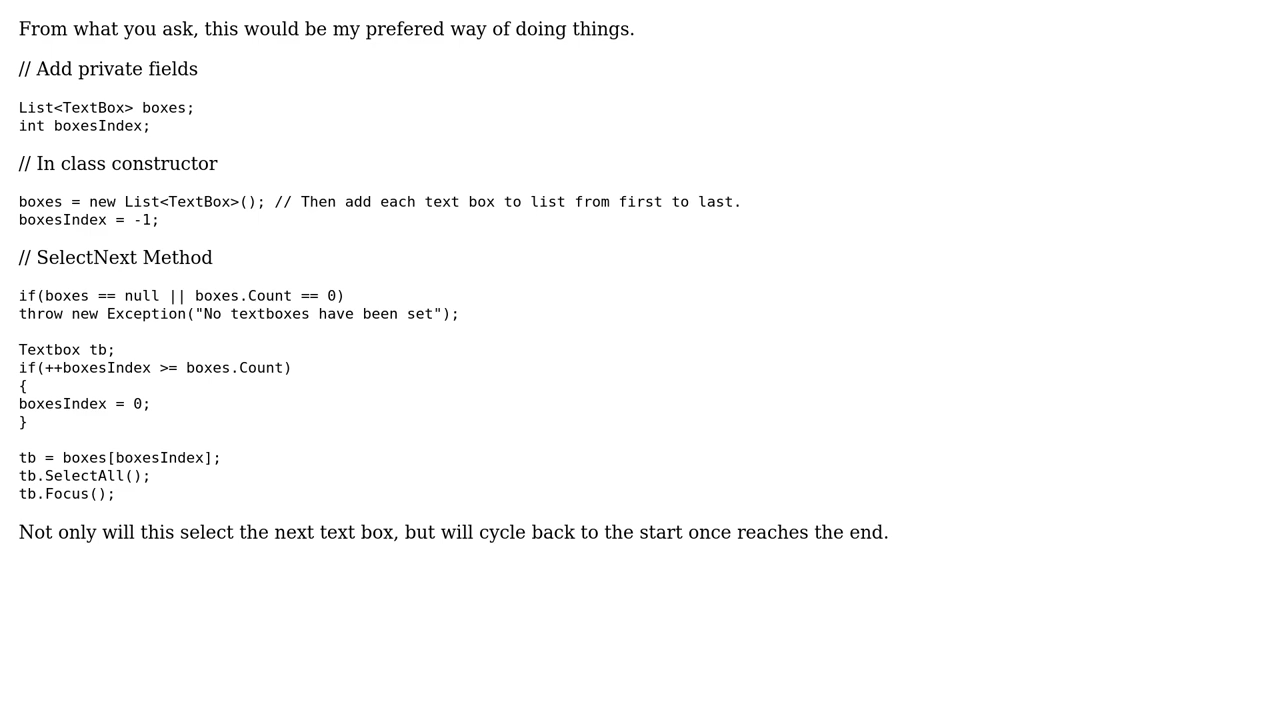 From what you ask, this would be my prefered way of doing things.
// Add private fields
List<TextBox> boxes;
int boxesIndex;
// In class constructor
boxes = new List<TextBox>(); // Then add each text box to list from first to last.
boxesIndex = -1;
// SelectNext Method
if(boxes == null || boxes.Count == 0)
throw new Exception("No textboxes have been set");
Textbox tb;
if(++boxesIndex >= boxes.Count)
{
boxesIndex = 0;
}
tb = boxes[boxesIndex];
tb.SelectAll();
tb.Focus();
Not only will this select the next text box, but will cycle back to the start once reaches the end.